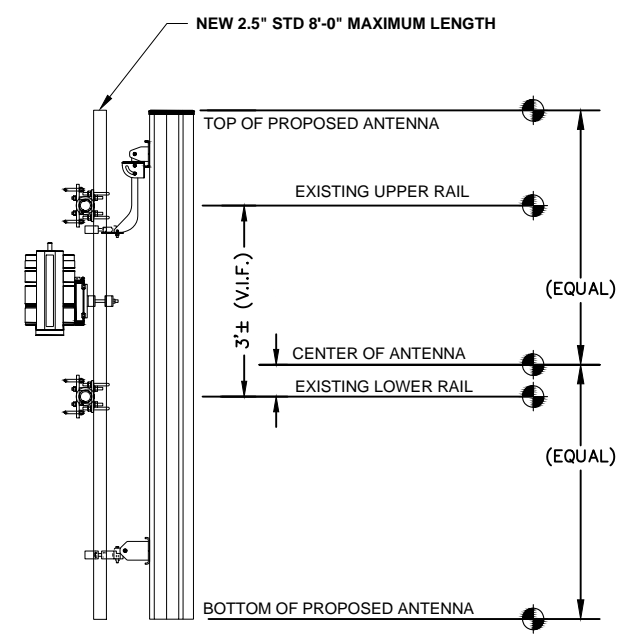 NEW 2.5" STD 8'-0" MAXIMUM LENGTH
TOP OF PROPOSED ANTENNA
EXISTING UPPER RAIL
3'± (V.I.F.)
(EQUAL)
CENTER OF ANTENNA
EXISTING LOWER RAIL
(EQUAL)
BOTTOM OF PROPOSED ANTENNA